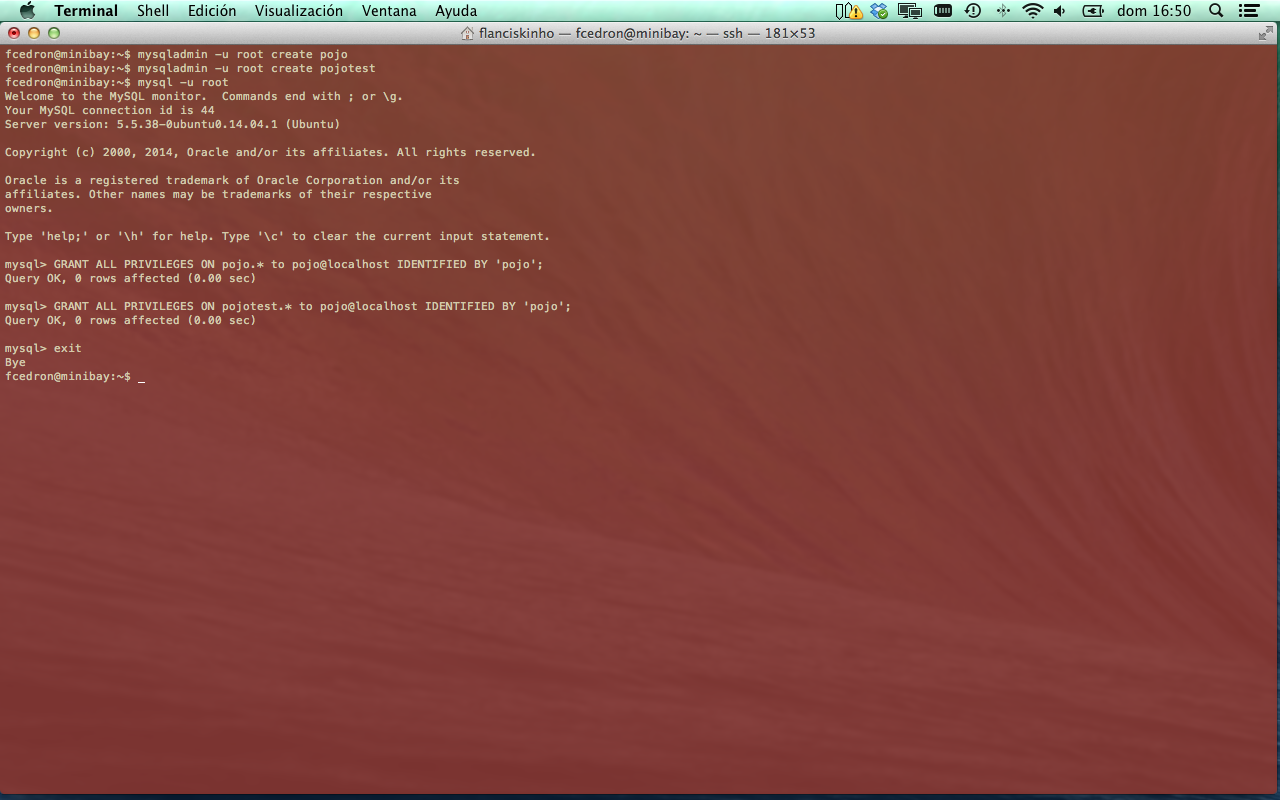 Terminal Shell Edición Visualización Ventana Ayuda dom 16:50
flanciskinho — fcedron@minibay: ~ — ssh — 181×53
fcedron@minibay:~$ mysqladmin -u root create pojo
fcedron@minibay:~$ mysqladmin -u root create pojotest
fcedron@minibay:~$ mysql -u root
Welcome to the MySQL monitor.  Commands end with ; or \g.
Your MySQL connection id is 44
Server version: 5.5.38-0ubuntu0.14.04.1 (Ubuntu)
Copyright (c) 2000, 2014, Oracle and/or its affiliates. All rights reserved.
Oracle is a registered trademark of Oracle Corporation and/or its
affiliates. Other names may be trademarks of their respective
owners.
Type 'help;' or '\h' for help. Type '\c' to clear the current input statement.
mysql> GRANT ALL PRIVILEGES ON pojo.* to pojo@localhost IDENTIFIED BY 'pojo';
Query OK, 0 rows affected (0.00 sec)
mysql> GRANT ALL PRIVILEGES ON pojotest.* to pojo@localhost IDENTIFIED BY 'pojo';
Query OK, 0 rows affected (0.00 sec)
mysql> exit
Bye
fcedron@minibay:~$ _